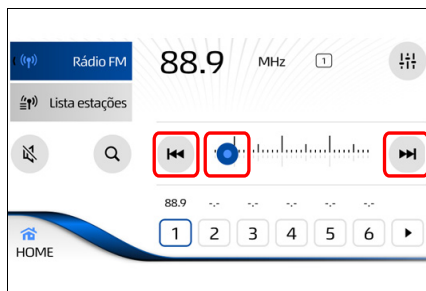 Rádio FM
88.9 MHz 1
Lista estações
88.9 -.- -.- -.- -.- -.-
1 2 3 4 5 6
HOME